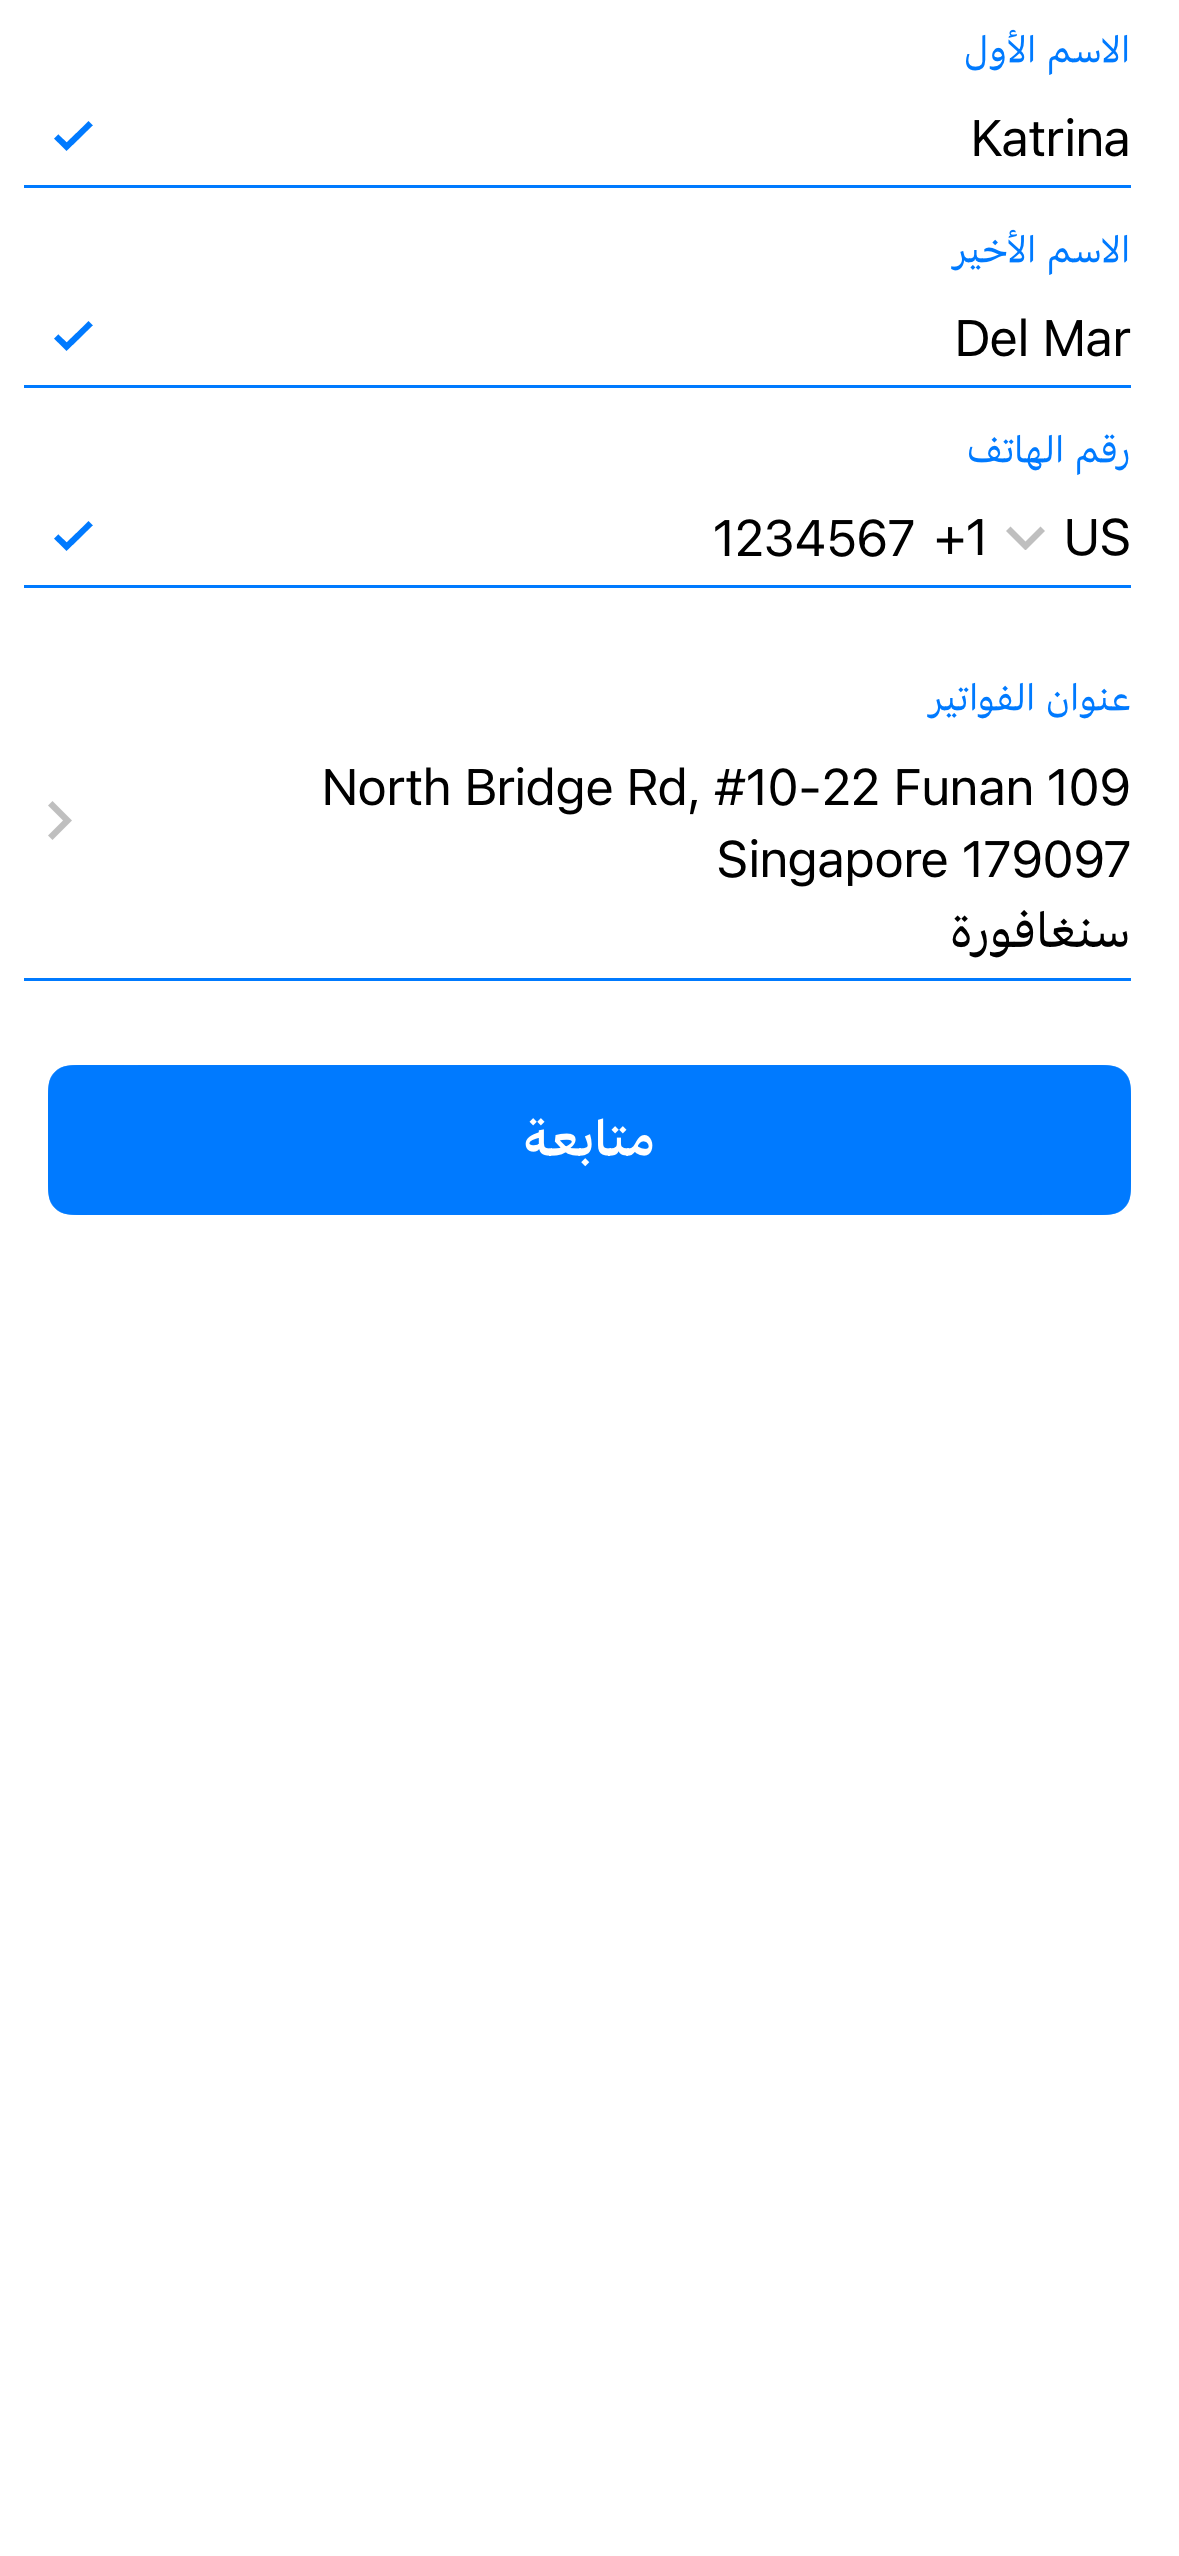 الاسم الأول
Katrina
الاسم الأخير
Del Mar
رقم الهاتف
US +1 1234567
عنوان الفواتير
109 North Bridge Rd, #10-22 Funan
Singapore 179097
سنغافورة
متابعة